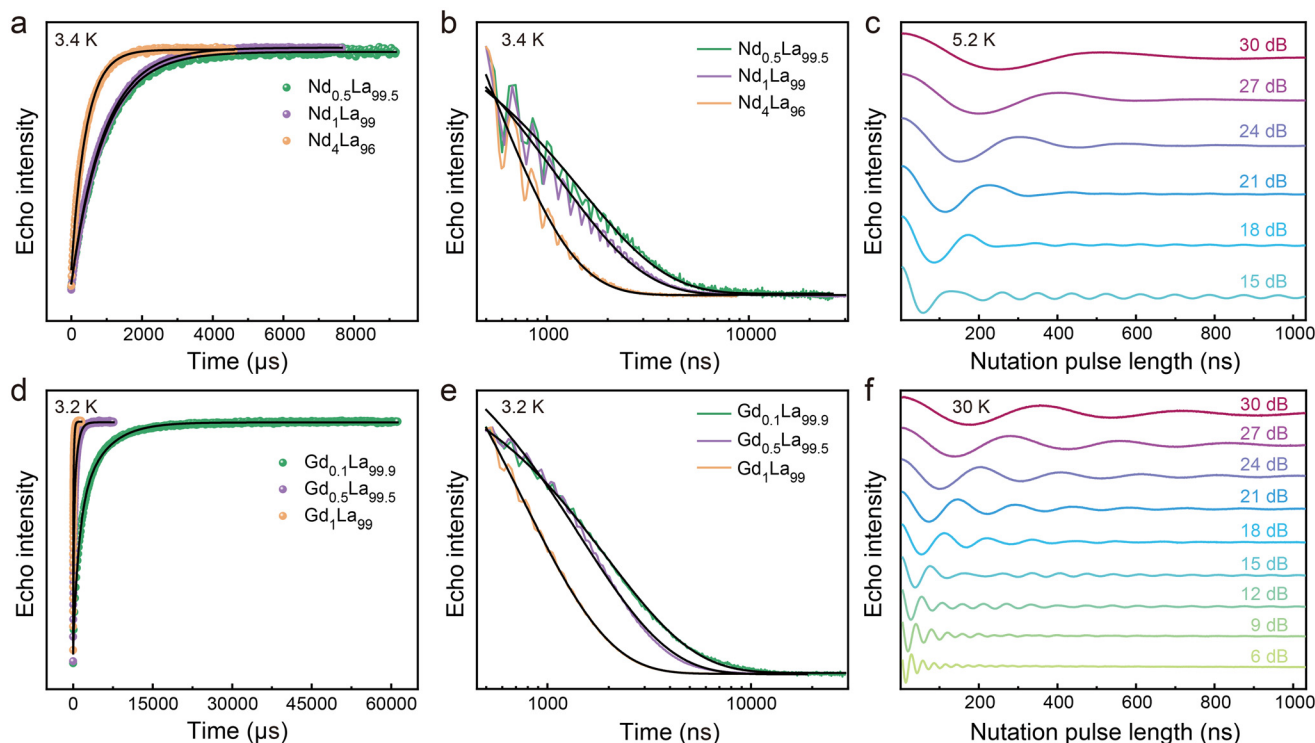 a
3.4 K
Nd0.5La99.5
Nd1La99
Nd4La96
Echo intensity
0 2000 4000 6000 8000
Time (µs)
b
3.4 K
Nd0.5La99.5
Nd1La99
Nd4La96
Echo intensity
1000 10000
Time (ns)
c
5.2 K
30 dB
27 dB
24 dB
21 dB
18 dB
15 dB
Echo intensity
200 400 600 800 1000
Nutation pulse length (ns)
d
3.2 K
Gd0.1La99.9
Gd0.5La99.5
Gd1La99
Echo intensity
0 15000 30000 45000 60000
Time (µs)
e
3.2 K
Gd0.1La99.9
Gd0.5La99.5
Gd1La99
Echo intensity
1000 10000
Time (ns)
f
30 K
30 dB
27 dB
24 dB
21 dB
18 dB
15 dB
12 dB
9 dB
6 dB
Echo intensity
200 400 600 800 1000
Nutation pulse length (ns)